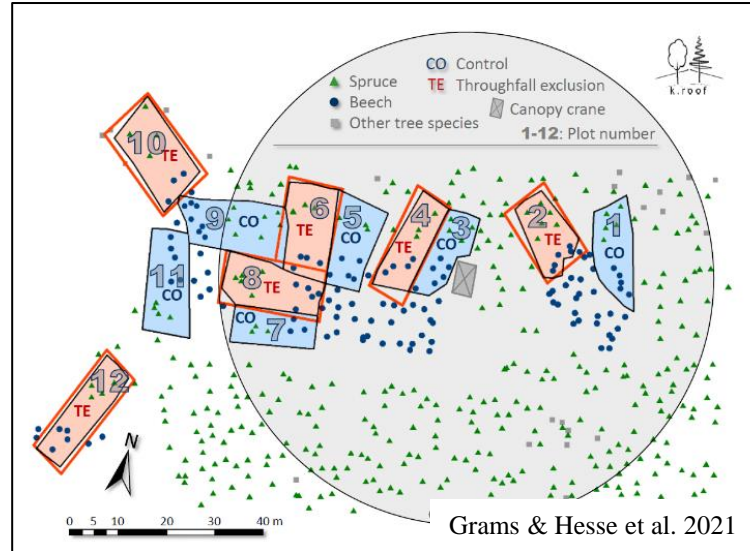 CO Control
Spruce
TE Throughfall exclusion
Beech
Canopy crane
Other tree species
1-12: Plot number
k.roof
10
TE
9
CO
6
TE
5
CO
4
TE
3
CO
2
TE
1
CO
11
CO
8
TE
CO
7
12
TE
N
0 5 10 20 30 40 m
Grams & Hesse et al. 2021